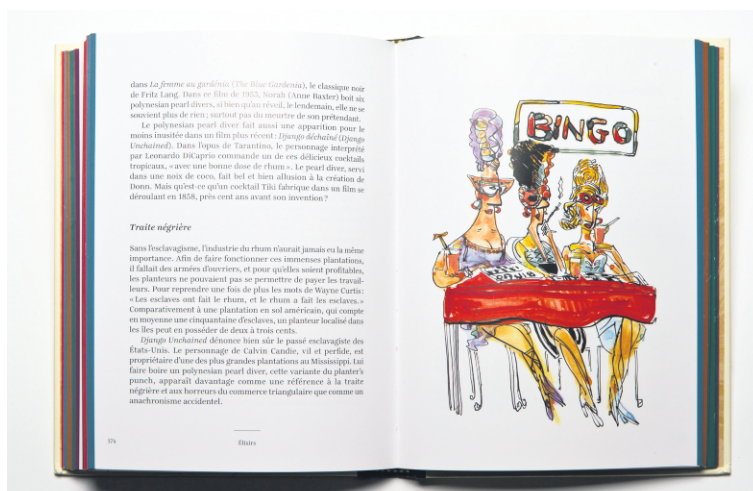 dans La femme au gardénia (The Blue Gardenia), le classique noir
de Fritz Lang. Dans ce film de 1953, Norah (Anne Baxter) boit six
polynesian pearl divers, si bien qu'au réveil, le lendemain, elle ne se
souvient plus de rien ; surtout pas du meurtre de son prétendant.
Le polynesian pearl diver fait aussi une apparition pour le
moins inusitée dans un film plus récent : Django déchaîné (Django
Unchained). Dans l'opus de Tarantino, le personnage interprété
par Leonardo DiCaprio commande un de ces délicieux cocktails
tropicaux, « avec une bonne dose de rhum ». Le pearl diver, servi
dans une noix de coco, fait bel et bien allusion à la création de
Donn. Mais qu'est-ce qu'un cocktail Tiki fabrique dans un film se
déroulant en 1858, près cent ans avant son invention ?
Traite négrière
Sans l'esclavagisme, l'industrie du rhum n'aurait jamais eu la même
importance. Afin de faire fonctionner ces immenses plantations,
il fallait des armées d'ouvriers, et pour qu'elles soient profitables,
les planteurs ne pouvaient pas se permettre de payer les travail-
leurs. Pour reprendre une fois de plus les mots de Wayne Curtis :
« Les esclaves ont fait le rhum, et le rhum a fait les esclaves. »
Comparativement à une plantation en sol américain, qui compte
en moyenne une cinquantaine d'esclaves, un planteur localisé dans
les îles peut en posséder de deux à trois cents.
Django Unchained dénonce bien sûr le passé esclavagiste des
États-Unis. Le personnage de Calvin Candie, vil et perfide, est
propriétaire d'une des plus grandes plantations au Mississippi. Lui
faire boire un polynesian pearl diver, cette variante du planter's
punch, apparaît davantage comme une référence à la traite
négrière et aux horreurs du commerce triangulaire que comme un
anachronisme accidentel.
176
Élixirs
BINGO